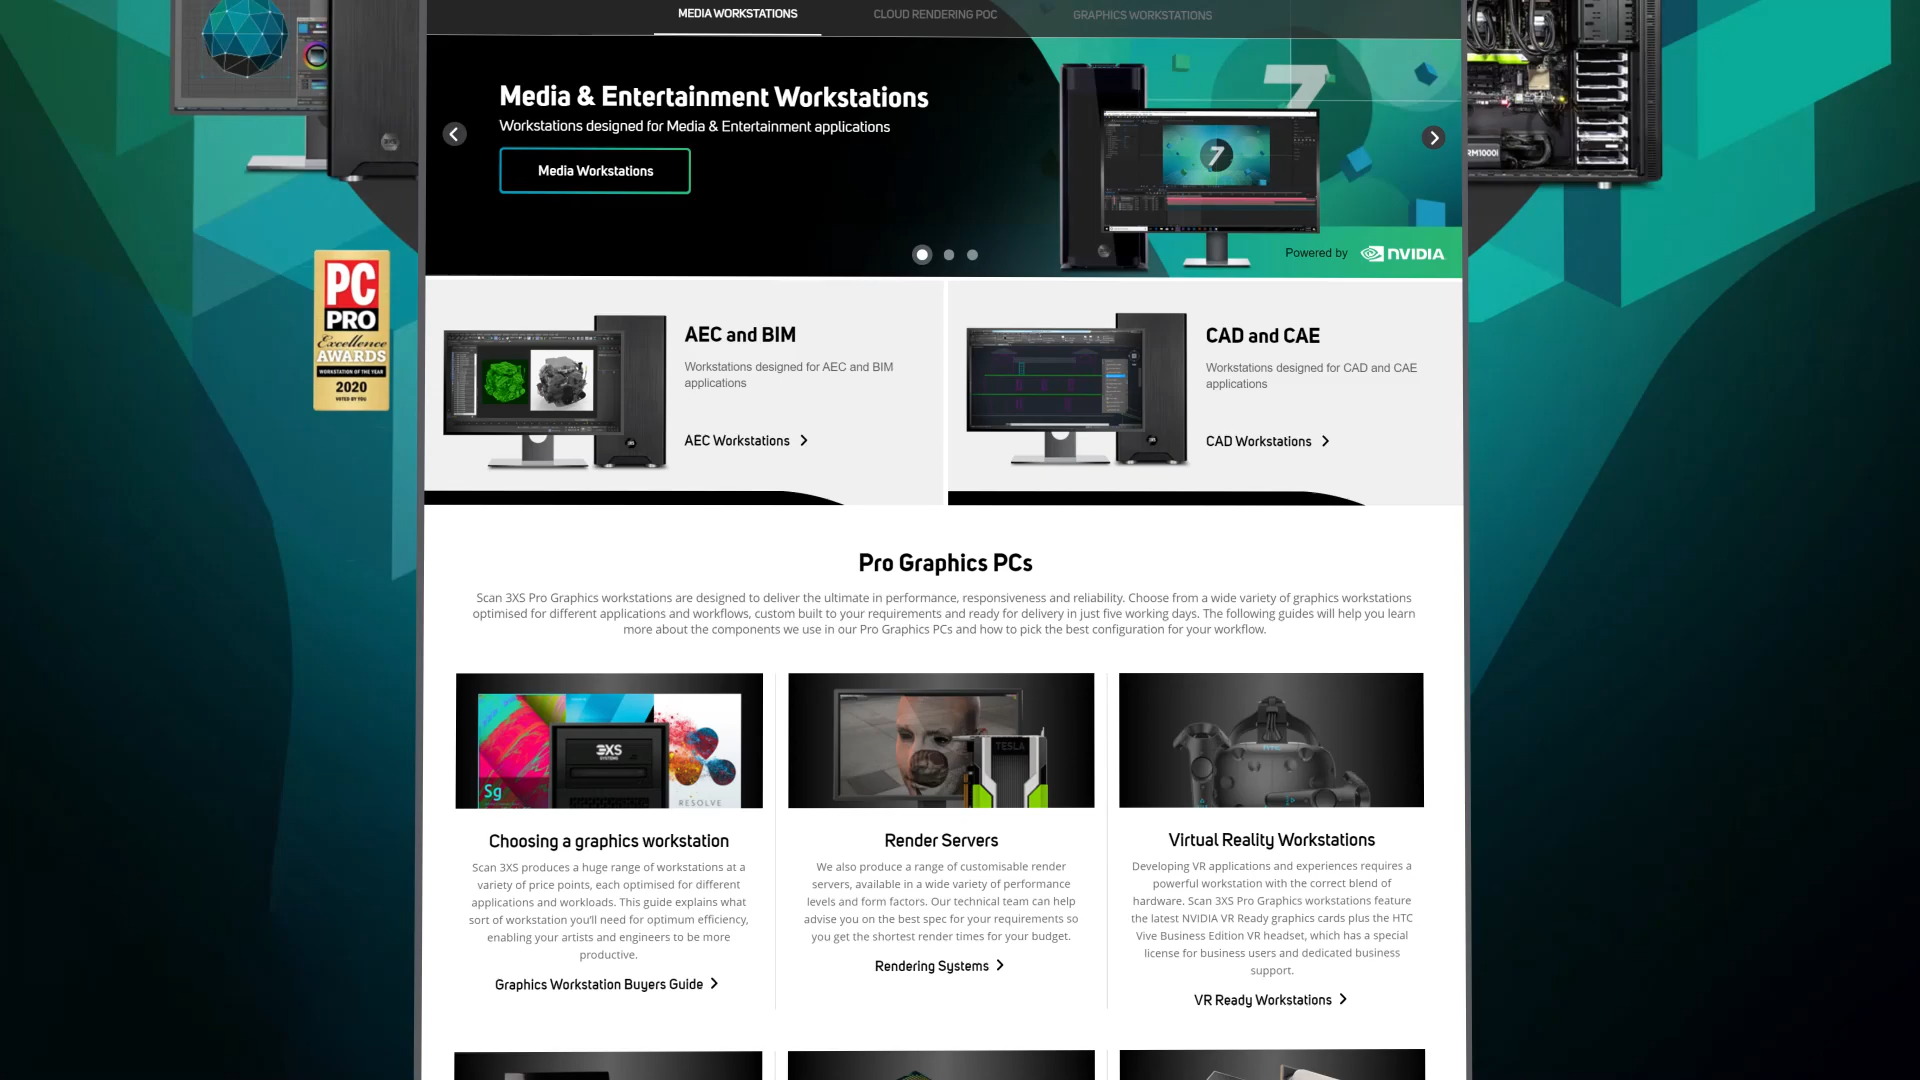 MEDIA WORKSTATIONS
CLOUD RENDERING POC
GRAPHICS WORKSTATIONS
Media & Entertainment Workstations
Workstations designed for Media & Entertainment applications
Media Workstations
7
7
Powered by NVIDIA
RM1000i
PC
PRO
Excellence
AWARDS
WORKSTATION OF THE YEAR
2020
VOTED BY YOU
AEC and BIM
Workstations designed for AEC and BIM
applications
AEC Workstations
CAD and CAE
Workstations designed for CAD and CAE
applications
CAD Workstations
Pro Graphics PCs
Scan 3XS Pro Graphics workstations are designed to deliver the ultimate in performance, responsiveness and reliability. Choose from a wide variety of graphics workstations
optimised for different applications and workflows, custom built to your requirements and ready for delivery in just five working days. The following guides will help you learn
more about the components we use in our Pro Graphics PCs and how to pick the best configuration for your workflow.
3XS
SYSTEMS
Sg
RESOLVE
TESLA
HTC
Choosing a graphics workstation
Scan 3XS produces a huge range of workstations at a
variety of price points, each optimised for different
applications and workloads. This guide explains what
sort of workstation you'll need for optimum efficiency,
enabling your artists and engineers to be more
productive.
Graphics Workstation Buyers Guide
Render Servers
We also produce a range of customisable render
servers, available in a wide variety of performance
levels and form factors. Our technical team can help
advise you on the best spec for your requirements so
you get the shortest render times for your budget.
Rendering Systems
Virtual Reality Workstations
Developing VR applications and experiences requires a
powerful workstation with the correct blend of
hardware. Scan 3XS Pro Graphics workstations feature
the latest NVIDIA VR Ready graphics cards plus the HTC
Vive Business Edition VR headset, which has a special
license for business users and dedicated business
support.
VR Ready Workstations